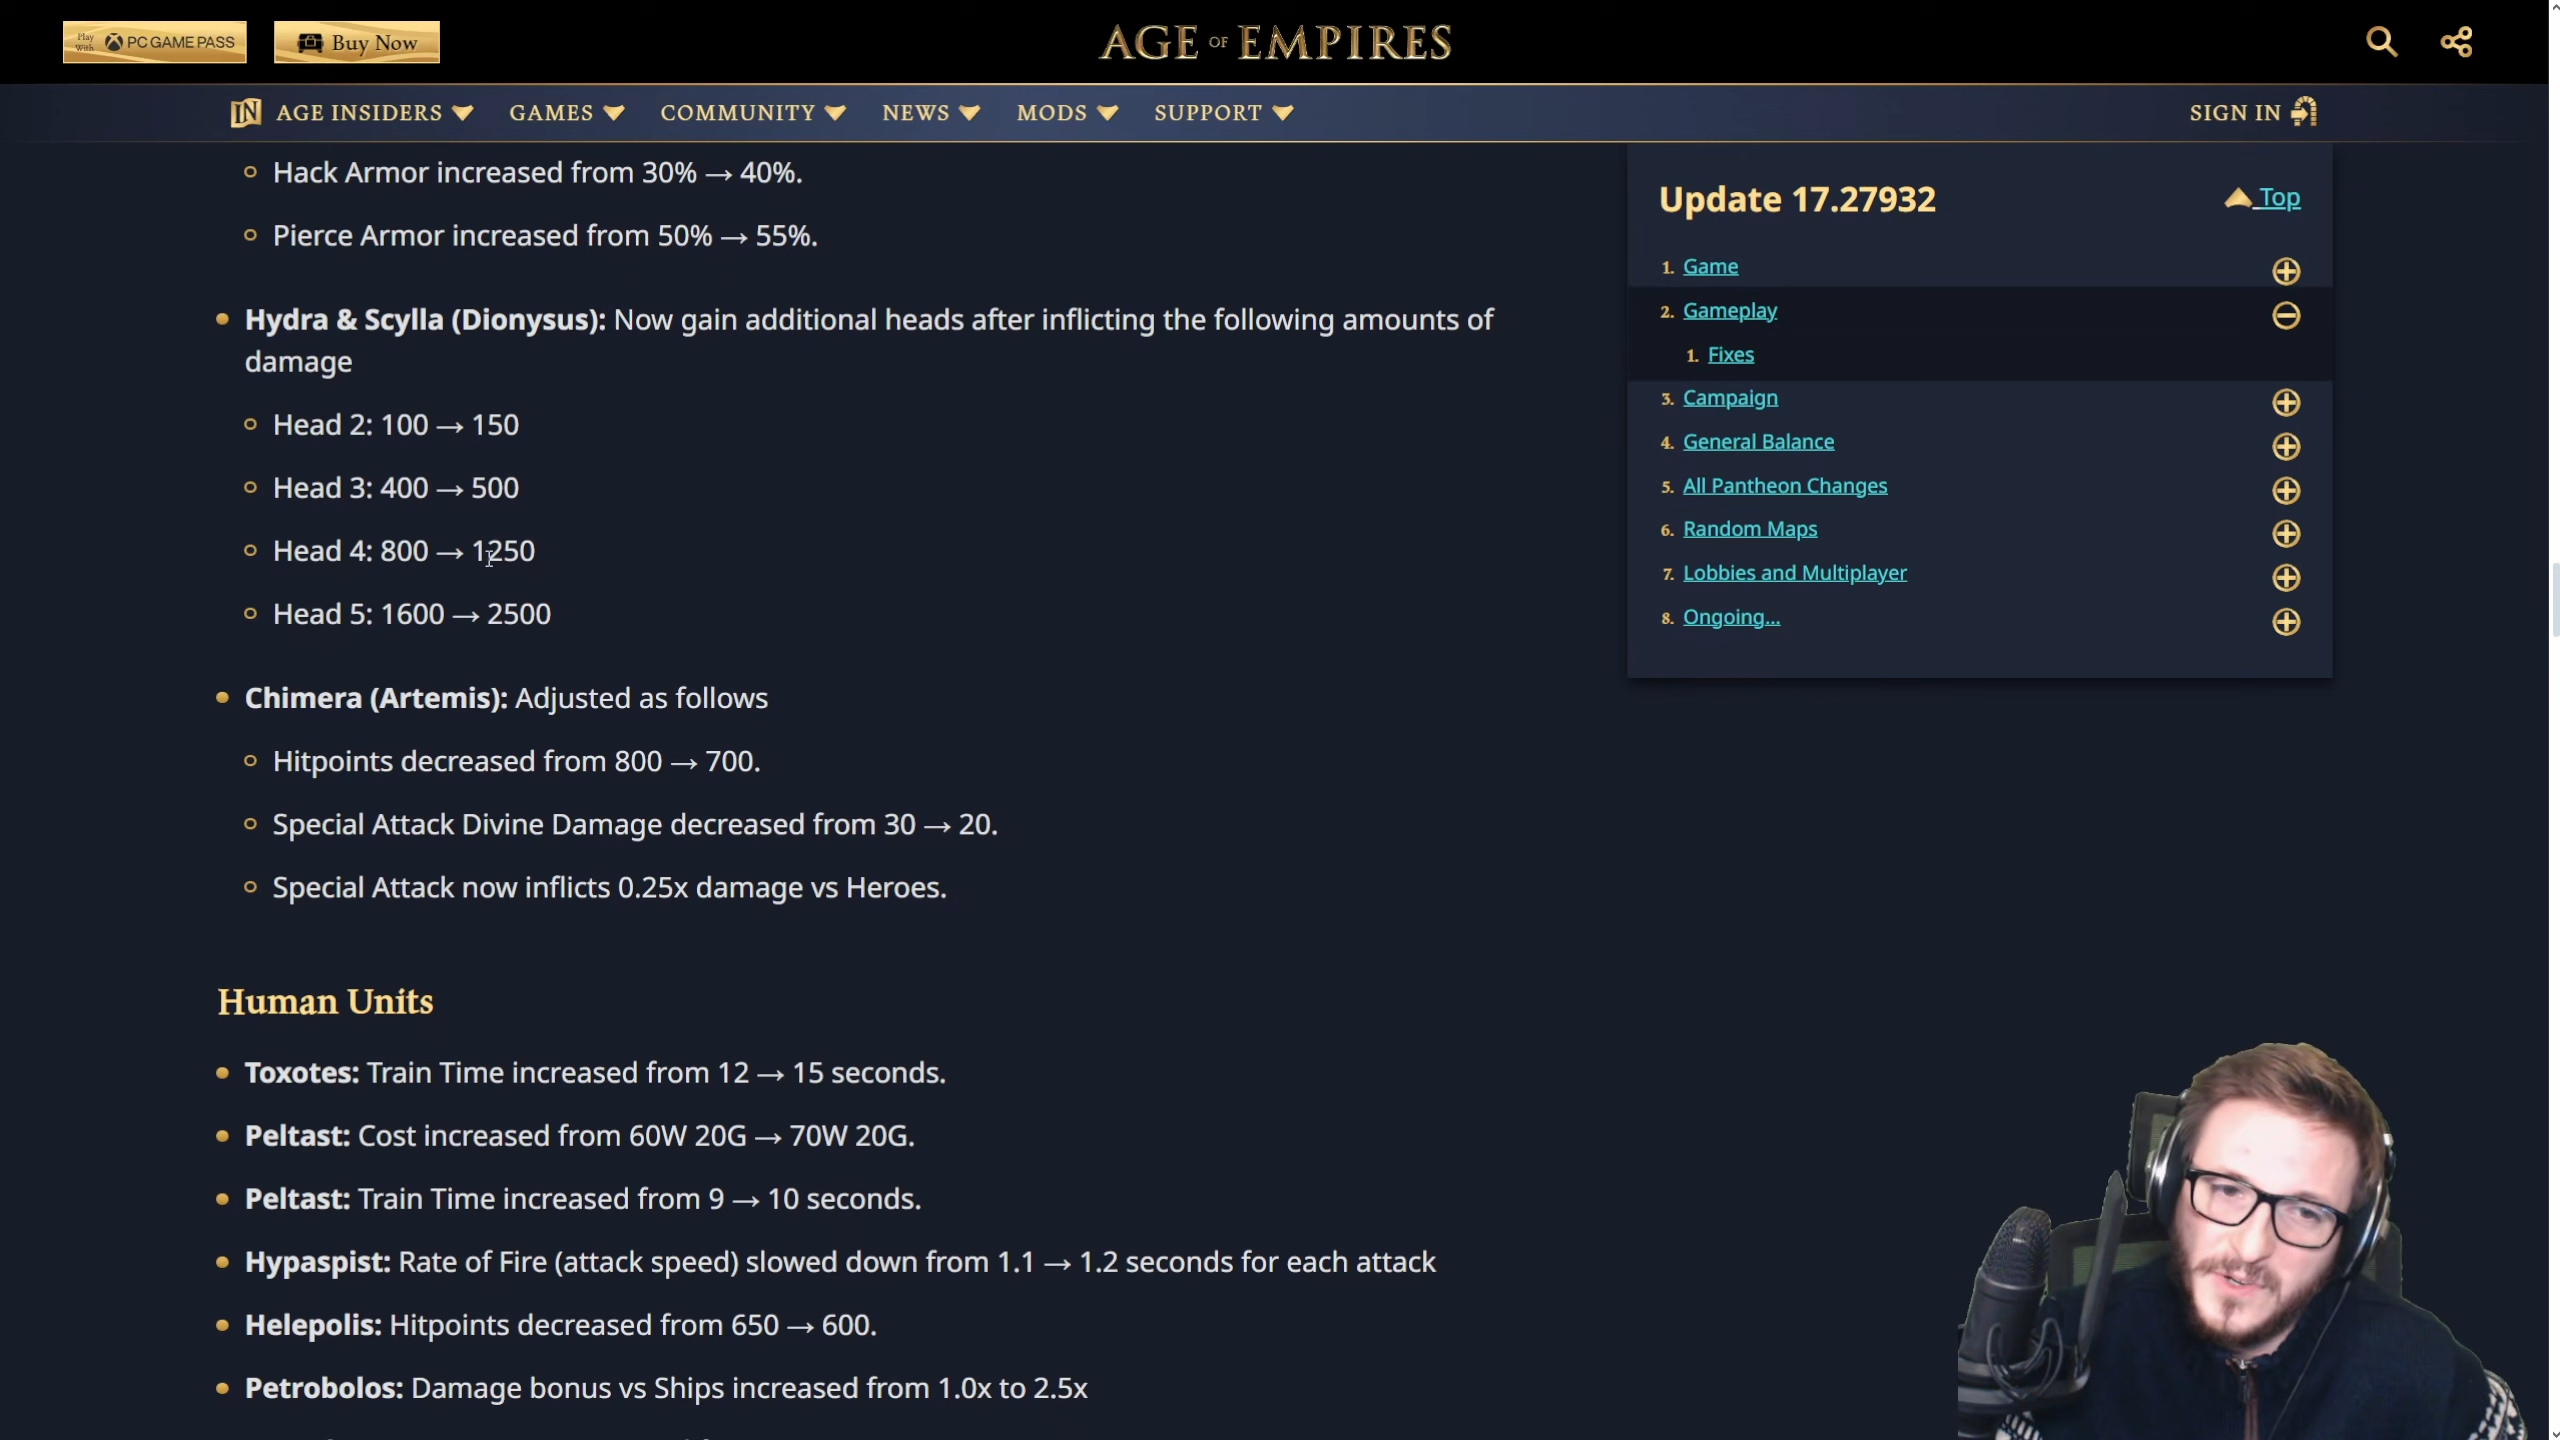 Play With PC GAME PASS
Buy Now
AGE OF EMPIRES
IN AGE INSIDERS
GAMES
COMMUNITY
NEWS
MODS
SUPPORT
SIGN IN
Hack Armor increased from 30% → 40%.
Pierce Armor increased from 50% → 55%.
Hydra & Scylla (Dionysus): Now gain additional heads after inflicting the following amounts of
damage
Head 2: 100 → 150
Head 3: 400 → 500
Head 4: 800 → 1250
Head 5: 1600 → 2500
Chimera (Artemis): Adjusted as follows
Hitpoints decreased from 800 → 700.
Special Attack Divine Damage decreased from 30 → 20.
Special Attack now inflicts 0.25x damage vs Heroes.
Human Units
Toxotes: Train Time increased from 12 → 15 seconds.
Peltast: Cost increased from 60W 20G → 70W 20G.
Peltast: Train Time increased from 9 → 10 seconds.
Hypaspist: Rate of Fire (attack speed) slowed down from 1.1 → 1.2 seconds for each attack
Helepolis: Hitpoints decreased from 650 → 600.
Petrobolos: Damage bonus vs Ships increased from 1.0x to 2.5x
Update 17.27932
Top
1. Game
2. Gameplay
1. Fixes
3. Campaign
4. General Balance
5. All Pantheon Changes
6. Random Maps
7. Lobbies and Multiplayer
8. Ongoing...